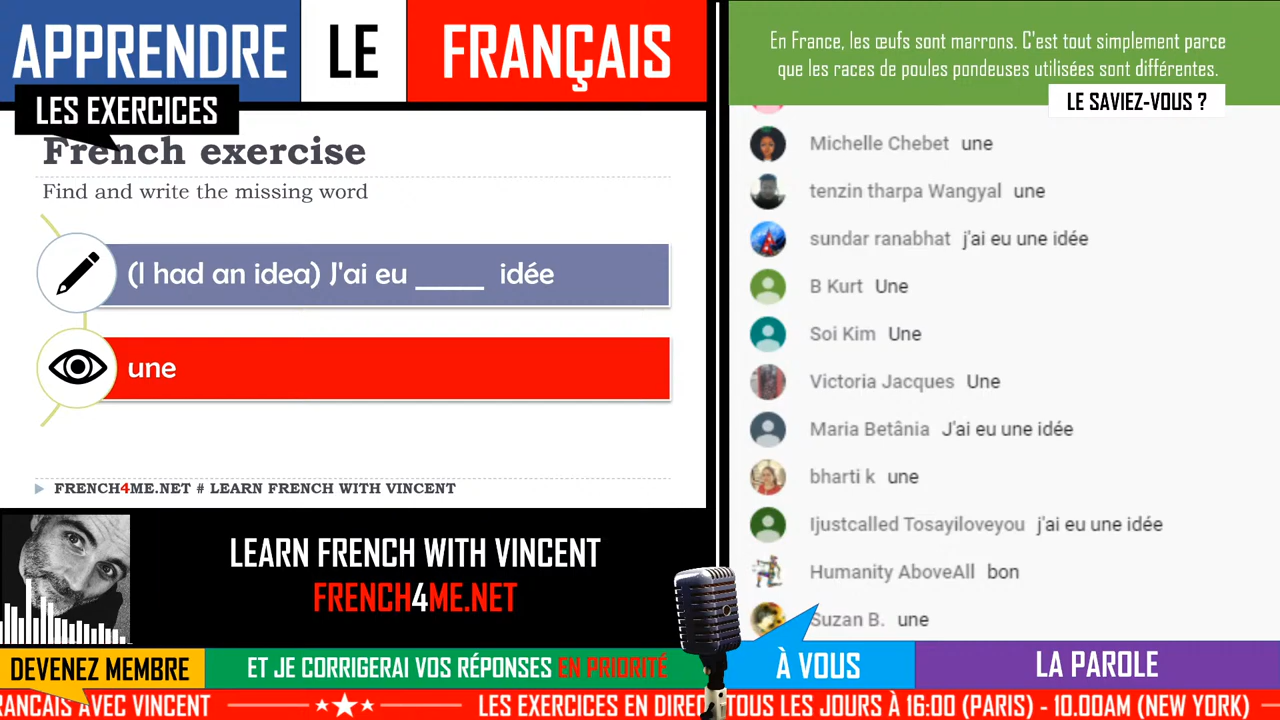 APPRENDRE LE FRANÇAIS
LES EXERCICES
French exercise
Find and write the missing word
(I had an idea) J'ai eu _____ idée
une
FRENCH4ME.NET # LEARN FRENCH WITH VINCENT
LEARN FRENCH WITH VINCENT
FRENCH4ME.NET
En France, les œufs sont marrons. C'est tout simplement parce
que les races de poules pondeuses utilisées sont différentes.
LE SAVIEZ-VOUS ?
Michelle Chebet une
tenzin tharpa Wangyal une
sundar ranabhat j'ai eu une idée
B Kurt Une
Soi Kim Une
Victoria Jacques Une
Maria Betânia J'ai eu une idée
bharti k une
Ijustcalled Tosayiloveyou j'ai eu une idée
Humanity AboveAll bon
Suzan B. une
DEVENEZ MEMBRE
ET JE CORRIGERAI VOS RÉPONSES EN PRIORITÉ
À VOUS
LA PAROLE
RANCAIS AVEC VINCENT LES EXERCICES EN DIREC TOUS LES JOURS À 16:00 (PARIS) - 10.00AM (NEW YORK)